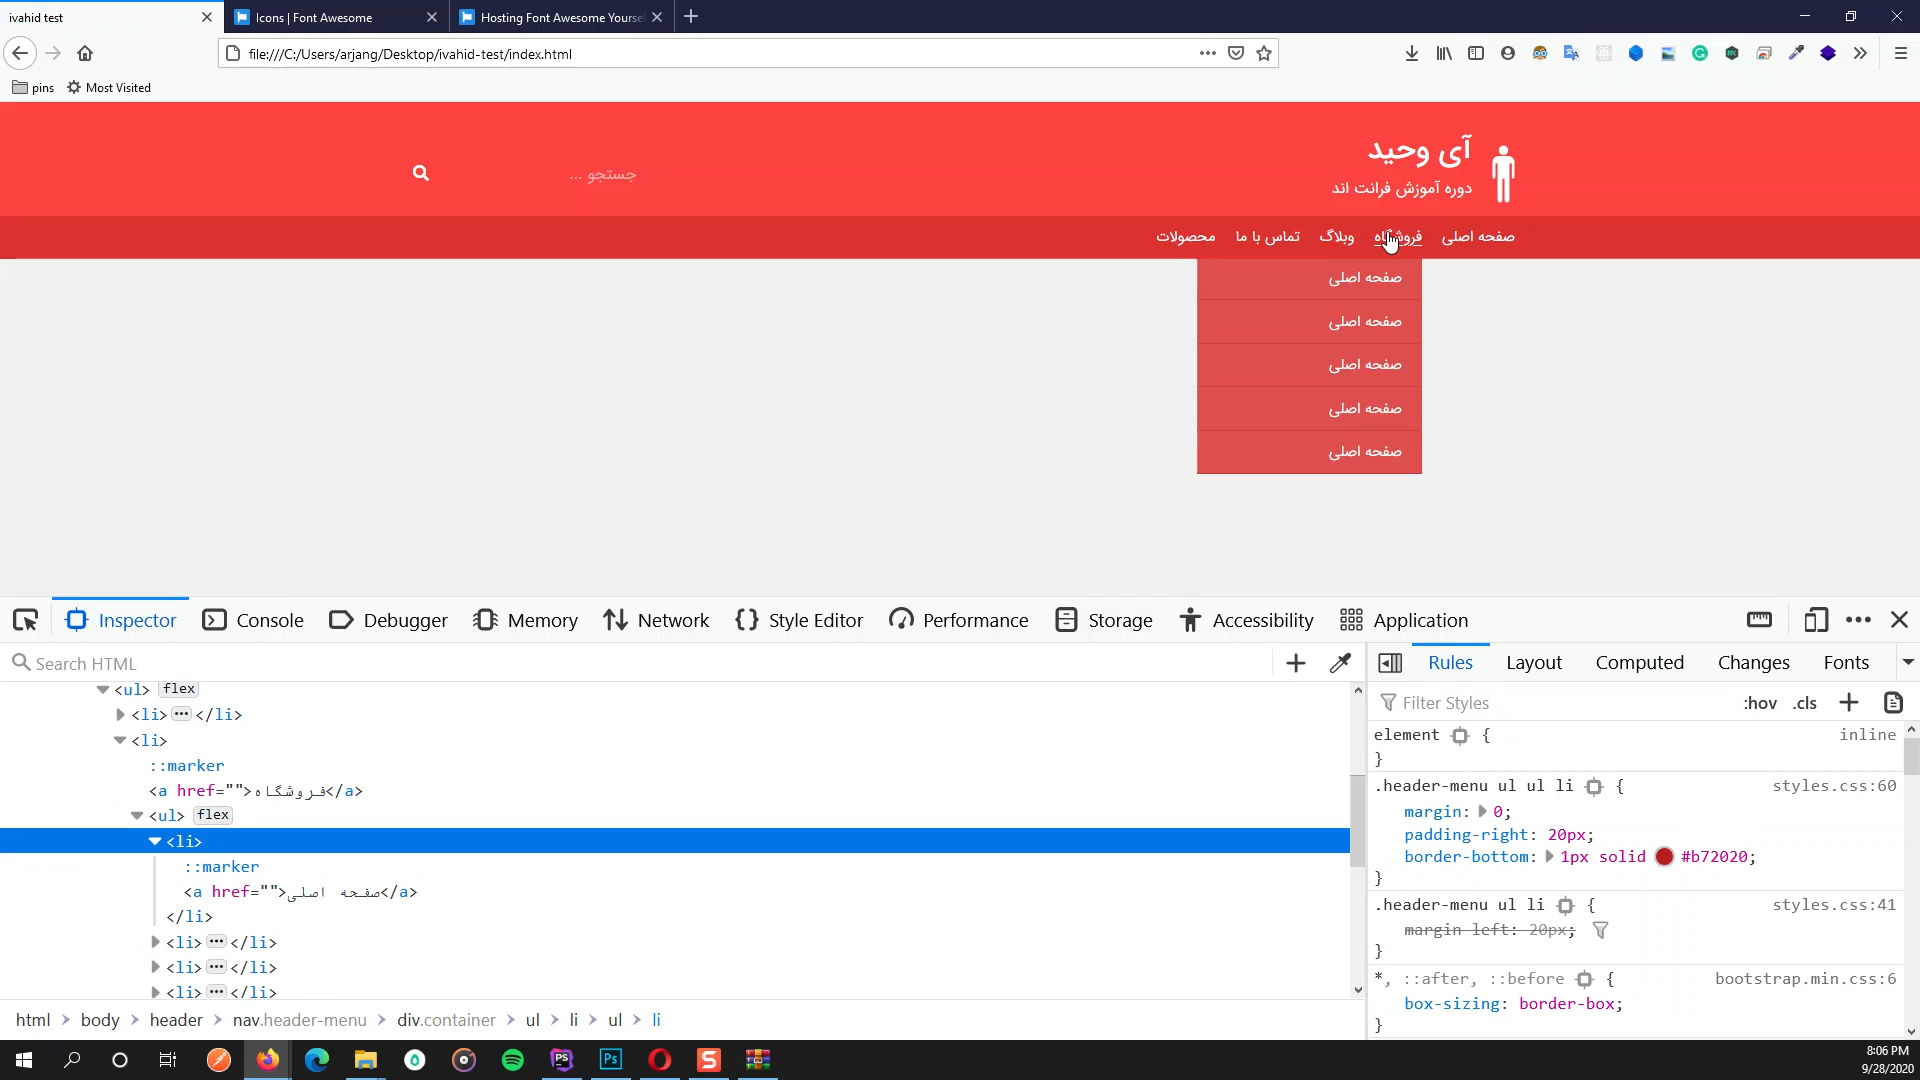 ivahid test
Icons | Font Awesome
Hosting Font Awesome Yourse
file:///C:/Users/arjang/Desktop/ivahid-test/index.html
pins
Most Visited
آی وحید
دوره آموزش فرانت اند
جستجو ...
صفحه اصلی
فروشگاه
وبلاگ
تماس با ما
محصولات
صفحه اصلی
صفحه اصلی
صفحه اصلی
صفحه اصلی
صفحه اصلی
Inspector
Console
Debugger
Memory
Network
Style Editor
Performance
Storage
Accessibility
Application
Search HTML
<ul> flex
<li> ••• </li>
<li>
::marker
<a href="">فروشگاه</a>
<ul> flex
<li>
::marker
<a href="">صفحه اصلی</a>
</li>
<li> ••• </li>
<li> ••• </li>
<li> ••• </li>
html > body > header > nav.header-menu > div.container > ul > li > ul > li
Rules
Layout
Computed
Changes
Fonts
Filter Styles
:hov .cls
element { inline
}
.header-menu ul ul li { styles.css:60
margin: 0;
padding-right: 20px;
border-bottom: 1px solid #b72020;
}
.header-menu ul li { styles.css:41
margin-left: 20px;
}
*, ::after, ::before { bootstrap.min.css:6
box-sizing: border-box;
}
8:06 PM
9/28/2020